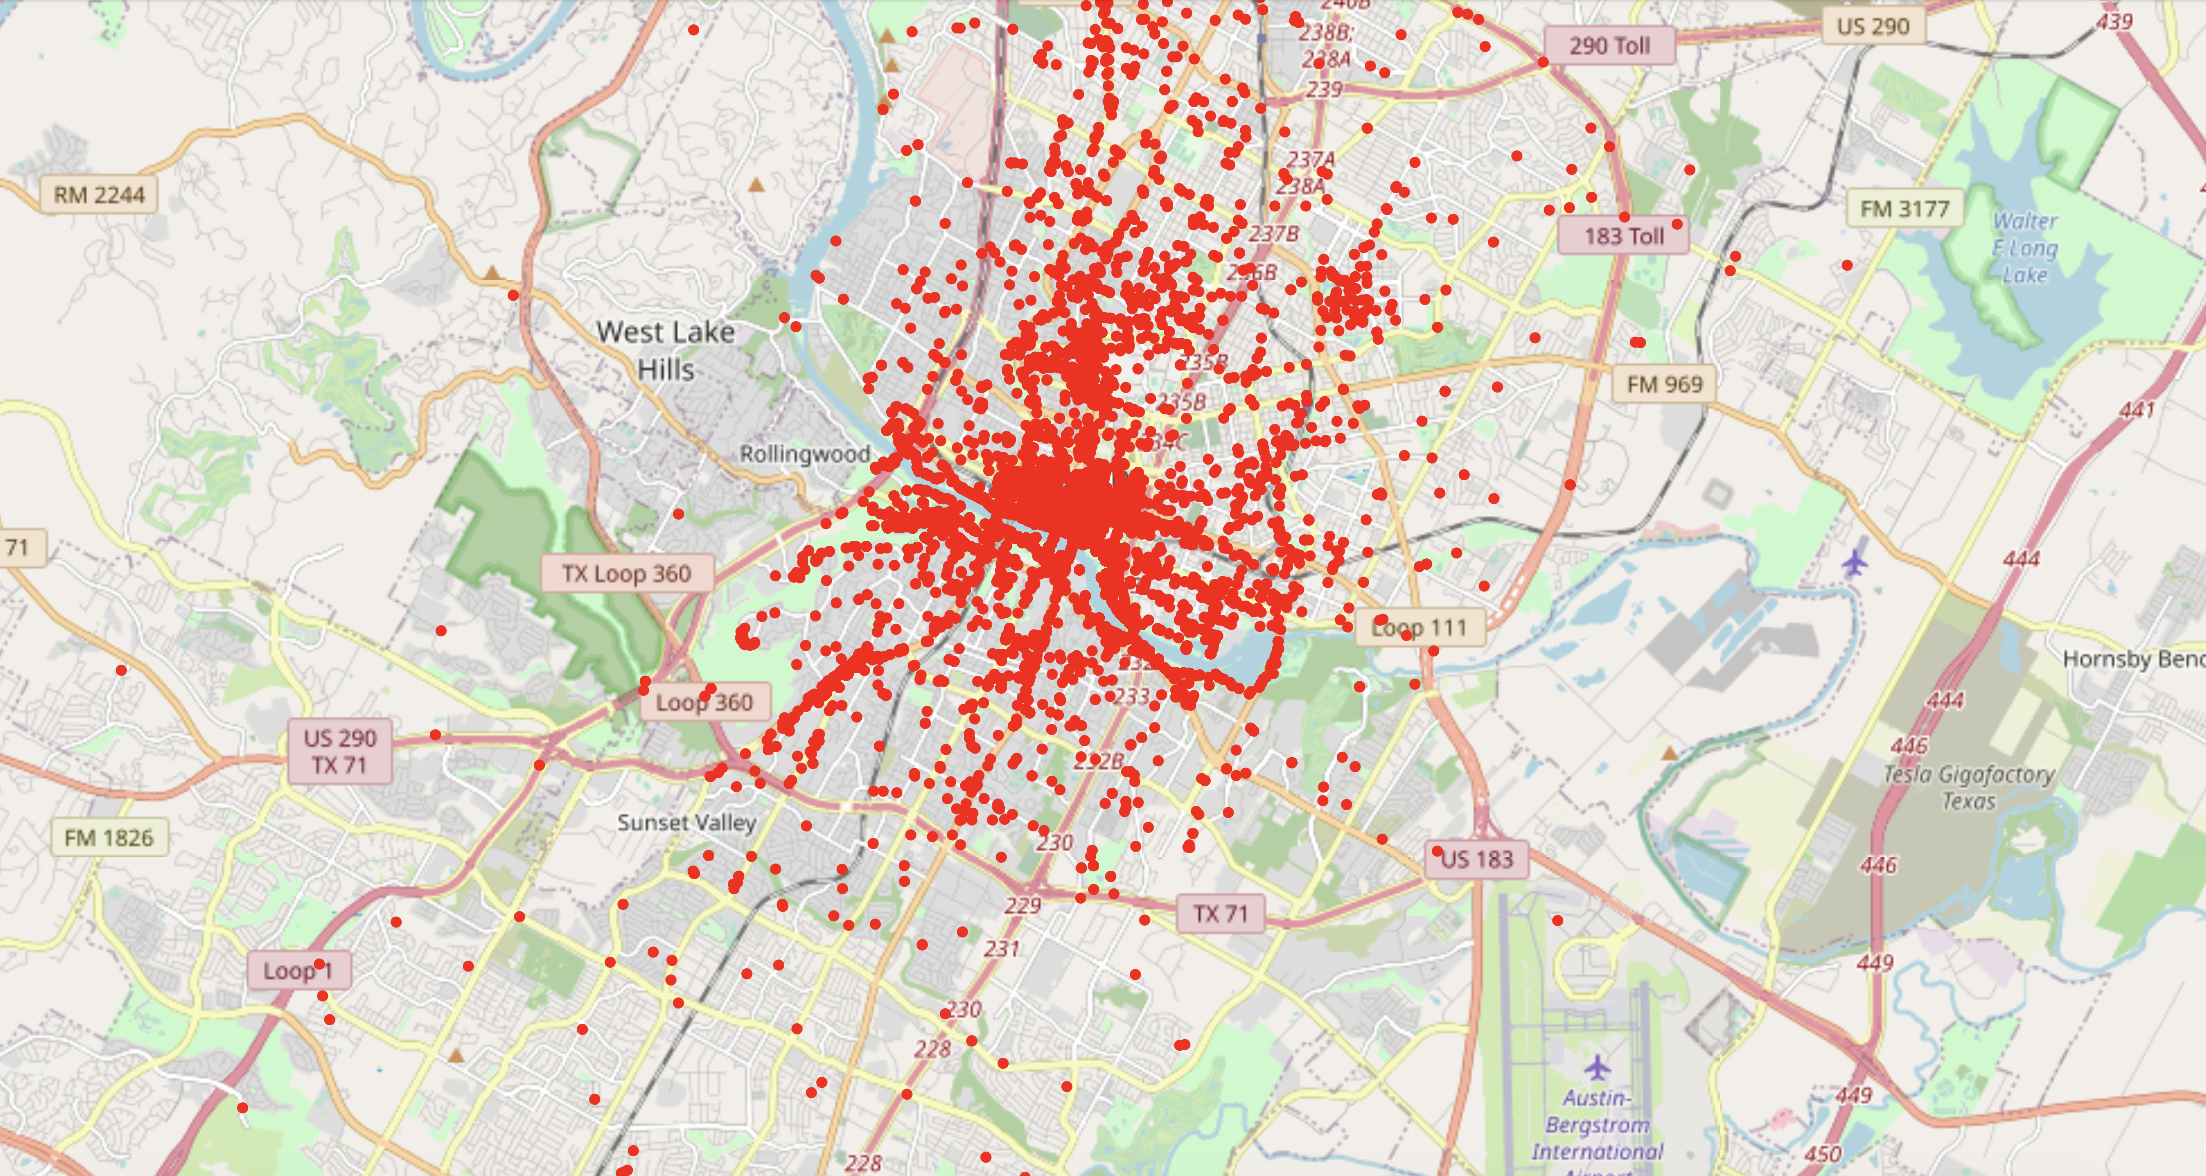 240B
439
US 290
238B;
290 Toll
238A
239
237A
238A
RM 2244
FM 3177
237B
183 Toll
Walter
E Long
Lake
236B
West Lake
Hills
235B
FM 969
235B
441
234C
Rollingwood
71
444
TX Loop 360
Loop 111
Hornsby Bend
233
Loop 360
444
US 290
TX 71
446
232B
Tesla Gigafactory
Texas
Sunset Valley
FM 1826
230
US 183
446
229
TX 71
231
Loop 1
449
230
228
Austin-
Bergstrom
International
Airport
449
228
450